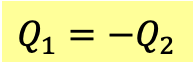 Q₁ = −Q₂